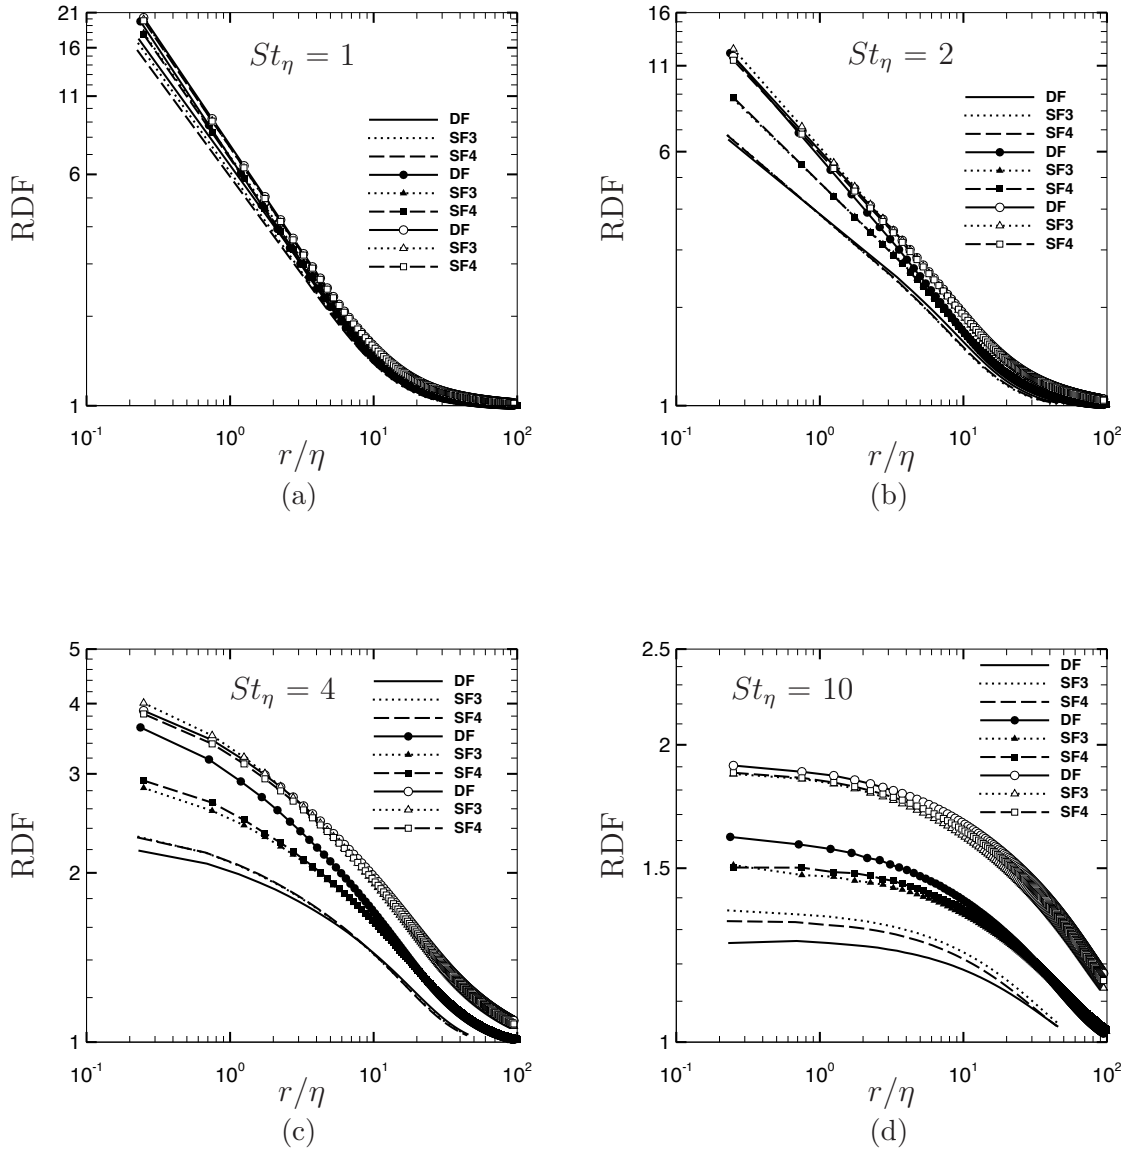 21
16
11
6
1
RDF
St_η = 1
DF
SF3
SF4
DF
SF3
SF4
DF
SF3
SF4
10^-1
10^0
10^1
10^2
r/η
(a)
16
11
6
1
RDF
St_η = 2
DF
SF3
SF4
DF
SF3
SF4
DF
SF3
SF4
10^-1
10^0
10^1
10^2
r/η
(b)
5
4
3
2
1
RDF
St_η = 4
DF
SF3
SF4
DF
SF3
SF4
DF
SF3
SF4
10^-1
10^0
10^1
10^2
r/η
(c)
2.5
2
1.5
1
RDF
St_η = 10
DF
SF3
SF4
DF
SF3
SF4
DF
SF3
SF4
10^-1
10^0
10^1
10^2
r/η
(d)